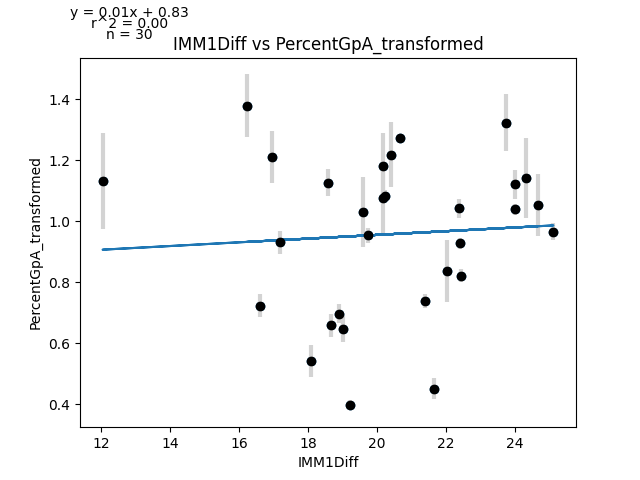 y = 0.01x + 0.83
r^2 = 0.00
n = 30
IMM1Diff vs PercentGpA_transformed
PercentGpA_transformed
1.4
1.2
1.0
0.8
0.6
0.4
12 14 16 18 20 22 24
IMM1Diff